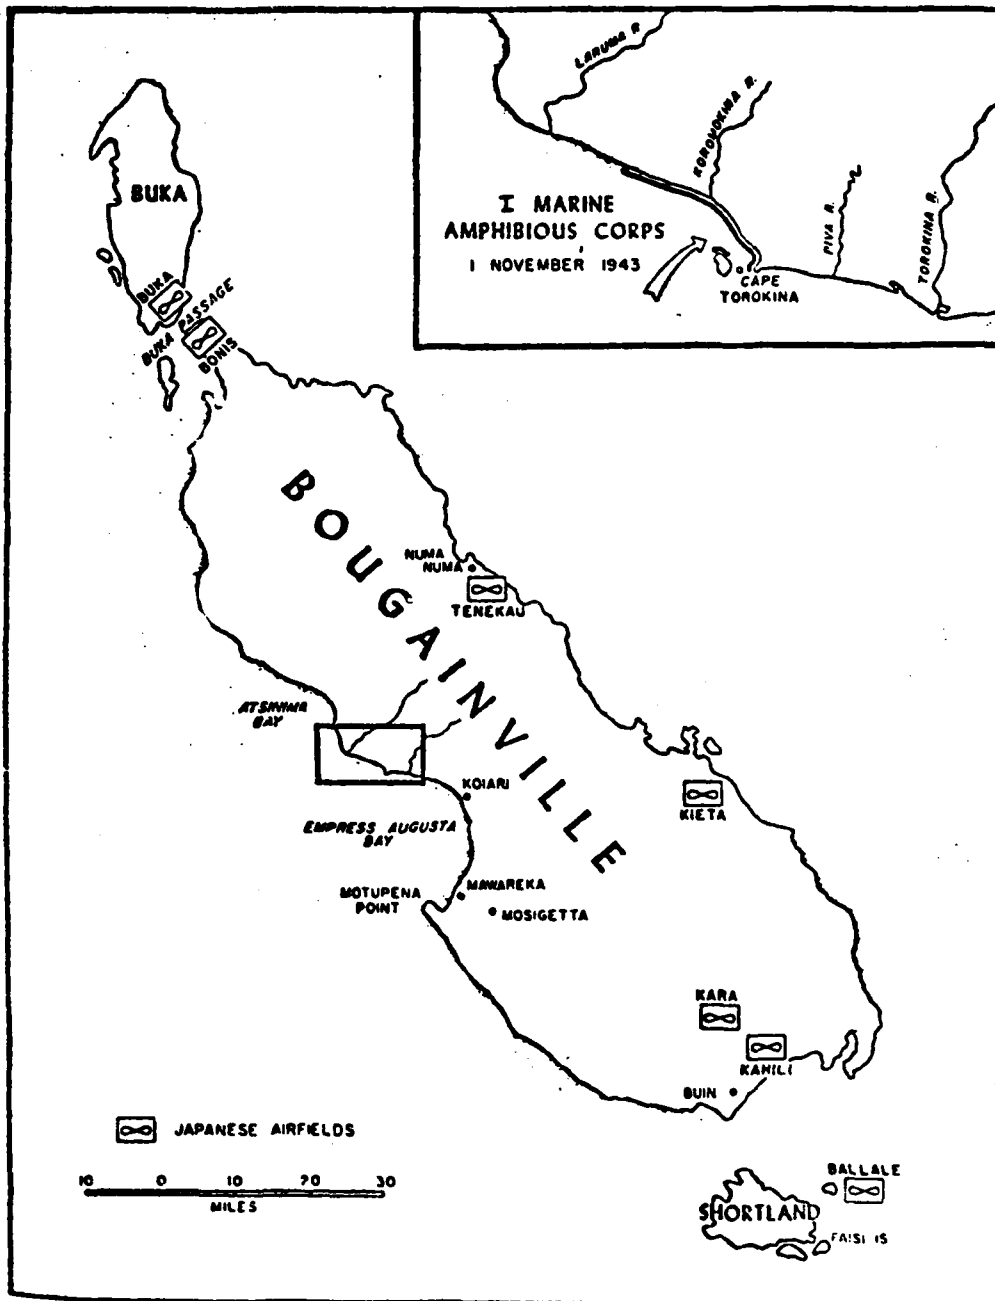 LARUMA R
KOROMOKINA R.
PIVA R.
TOROKINA R.
I MARINE
AMPHIBIOUS CORPS
1 NOVEMBER 1943
CAPE
TOROKINA
BUKA
BUKA
BUKA PASSAGE
BONIS
BOUGAINVILLE
NUMA
NUMA
TENEKAU
ATSINIMA
BAY
KOIARI
EMPRESS AUGUSTA
BAY
KIETA
MOTUPENA
POINT
MAWAREKA
MOSIGETTA
KARA
KAHILI
BUIN
JAPANESE AIRFIELDS
10 0 10 20 30
MILES
BALLALE
SHORTLAND
FAISI IS